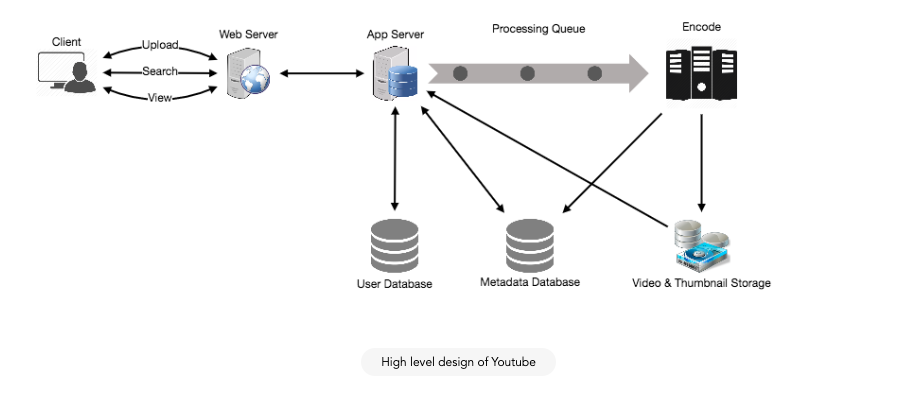 Client
Upload
Search
View
Web Server
App Server
Processing Queue
Encode
User Database
Metadata Database
Video & Thumbnail Storage
High level design of Youtube